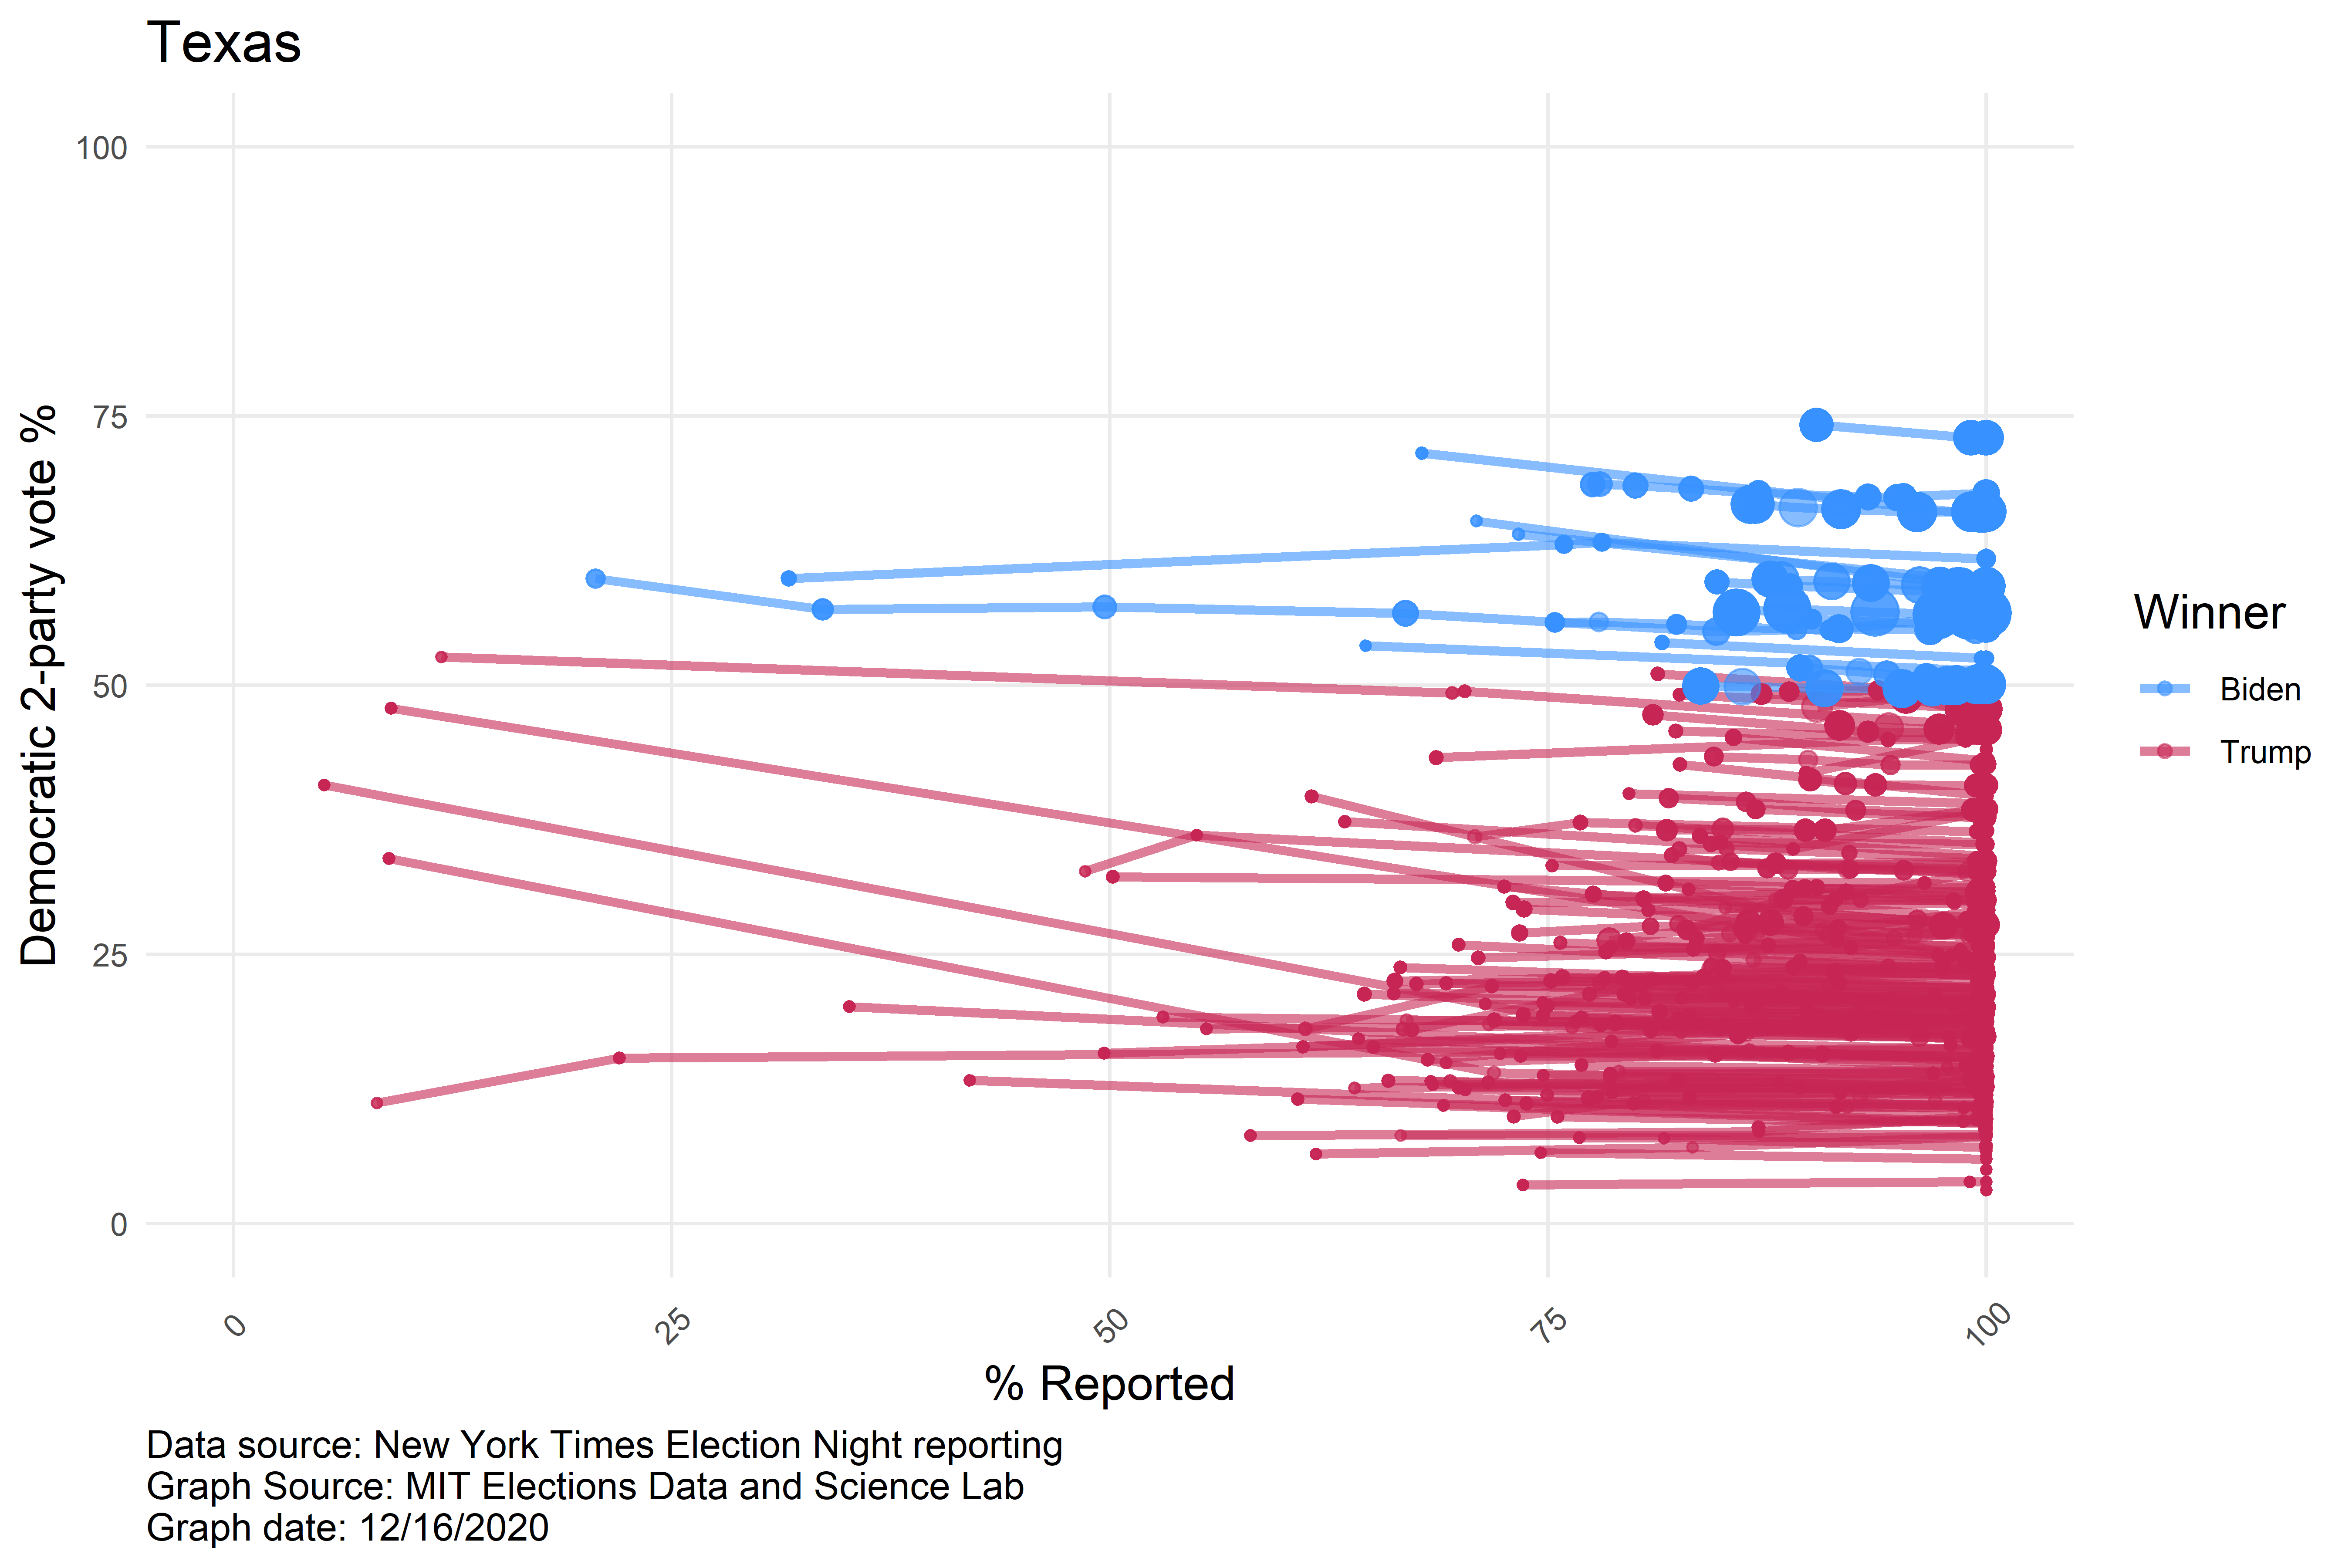 Texas
Democratic 2-party vote %
100
75
50
25
0
0
25
50
75
100
% Reported
Winner
Biden
Trump
Data source: New York Times Election Night reporting
Graph Source: MIT Elections Data and Science Lab
Graph date: 12/16/2020